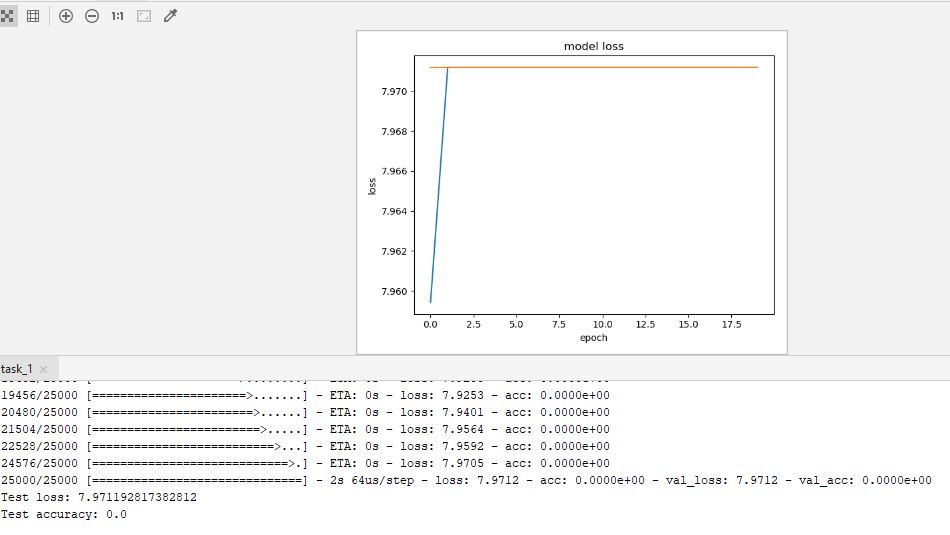 1:1
model loss
7.970
7.968
7.966
7.964
7.962
7.960
loss
0.0 2.5 5.0 7.5 10.0 12.5 15.0 17.5
epoch
task_1
19456/25000 [=======================>.......] - ETA: 0s - loss: 7.9253 - acc: 0.0000e+00
20480/25000 [========================>......] - ETA: 0s - loss: 7.9401 - acc: 0.0000e+00
21504/25000 [=========================>.....] - ETA: 0s - loss: 7.9564 - acc: 0.0000e+00
22528/25000 [===========================>...] - ETA: 0s - loss: 7.9592 - acc: 0.0000e+00
24576/25000 [============================>.] - ETA: 0s - loss: 7.9705 - acc: 0.0000e+00
25000/25000 [==============================] - 2s 64us/step - loss: 7.9712 - acc: 0.0000e+00 - val_loss: 7.9712 - val_acc: 0.0000e+00
Test loss: 7.971192817382812
Test accuracy: 0.0